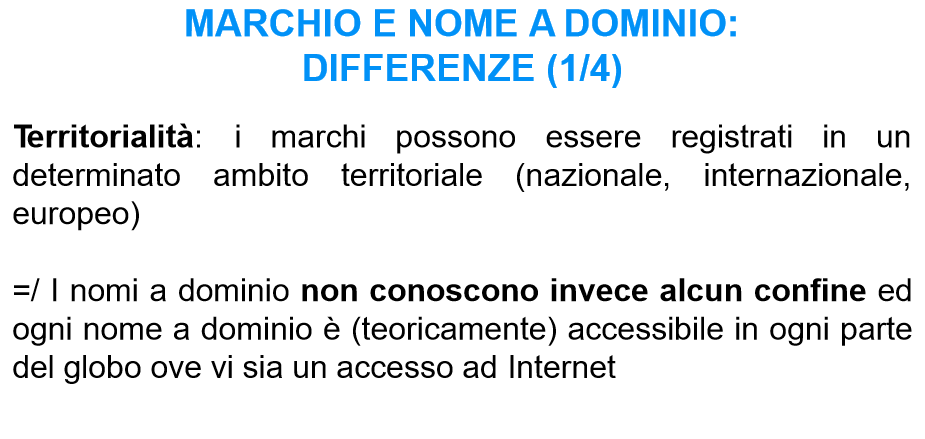 MARCHIO E NOME A DOMINIO:
DIFFERENZE (1/4)
Territorialità: i marchi possono essere registrati in un
determinato ambito territoriale (nazionale, internazionale,
europeo)
=/ I nomi a dominio non conoscono invece alcun confine ed
ogni nome a dominio è (teoricamente) accessibile in ogni parte
del globo ove vi sia un accesso ad Internet